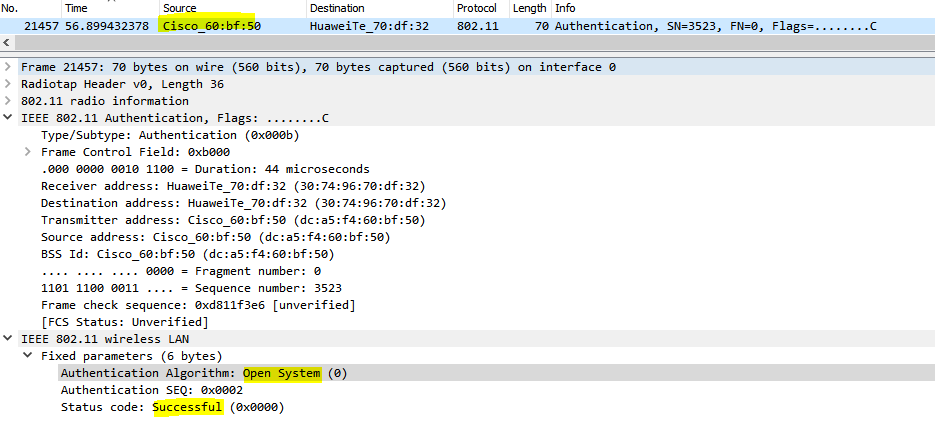 No. Time Source Destination Protocol Length Info
21457 56.899432378 Cisco_60:bf:50 HuaweiTe_70:df:32 802.11 70 Authentication, SN=3523, FN=0, Flags=........C
Frame 21457: 70 bytes on wire (560 bits), 70 bytes captured (560 bits) on interface 0
Radiotap Header v0, Length 36
802.11 radio information
IEEE 802.11 Authentication, Flags: ........C
Type/Subtype: Authentication (0x000b)
Frame Control Field: 0xb000
.000 0000 0010 1100 = Duration: 44 microseconds
Receiver address: HuaweiTe_70:df:32 (30:74:96:70:df:32)
Destination address: HuaweiTe_70:df:32 (30:74:96:70:df:32)
Transmitter address: Cisco_60:bf:50 (dc:a5:f4:60:bf:50)
Source address: Cisco_60:bf:50 (dc:a5:f4:60:bf:50)
BSS Id: Cisco_60:bf:50 (dc:a5:f4:60:bf:50)
.... .... .... 0000 = Fragment number: 0
1101 1100 0011 .... = Sequence number: 3523
Frame check sequence: 0xd811f3e6 [unverified]
[FCS Status: Unverified]
IEEE 802.11 wireless LAN
Fixed parameters (6 bytes)
Authentication Algorithm: Open System (0)
Authentication SEQ: 0x0002
Status code: Successful (0x0000)